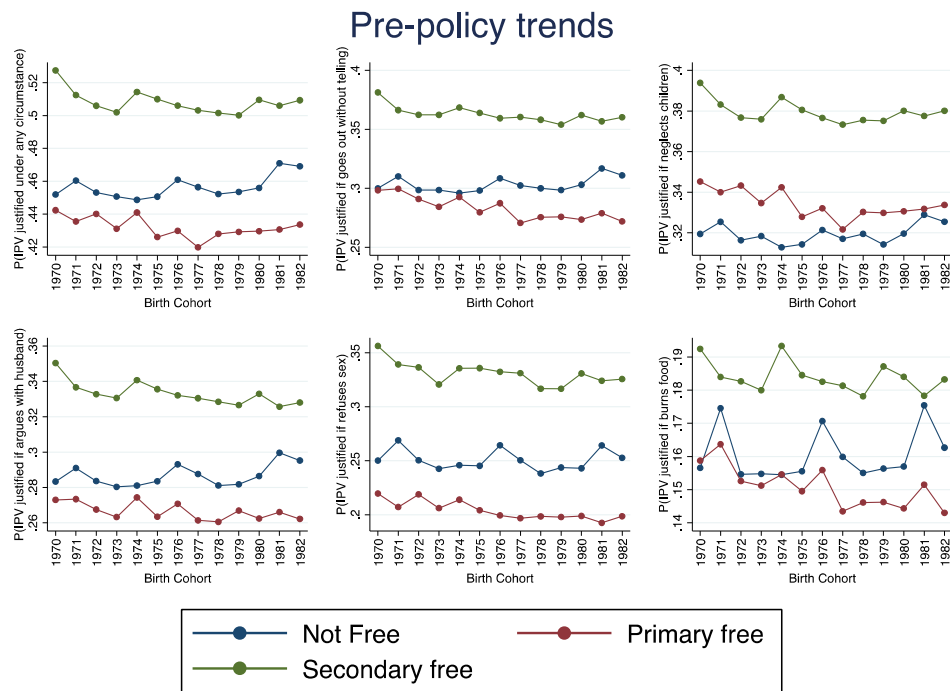 Pre-policy trends
P(IPV justified under any circumstance)
.42 .44 .46 .48 .5 .52
1970 1971 1972 1973 1974 1975 1976 1977 1978 1979 1980 1981 1982
Birth Cohort
P(IPV justified if goes out without telling)
.25 .3 .35 .4
1970 1971 1972 1973 1974 1975 1976 1977 1978 1979 1980 1981 1982
Birth Cohort
P(IPV justified if neglects children)
.32 .34 .36 .38 .4
1970 1971 1972 1973 1974 1975 1976 1977 1978 1979 1980 1981 1982
Birth Cohort
P(IPV justified if argues with husband)
.26 .28 .3 .32 .34 .36
1970 1971 1972 1973 1974 1975 1976 1977 1978 1979 1980 1981 1982
Birth Cohort
P(IPV justified if refuses sex)
.2 .25 .3 .35
1970 1971 1972 1973 1974 1975 1976 1977 1978 1979 1980 1981 1982
Birth Cohort
P(IPV justified if burns food)
.14 .15 .16 .17 .18 .19
1970 1971 1972 1973 1974 1975 1976 1977 1978 1979 1980 1981 1982
Birth Cohort
Not Free
Primary free
Secondary free